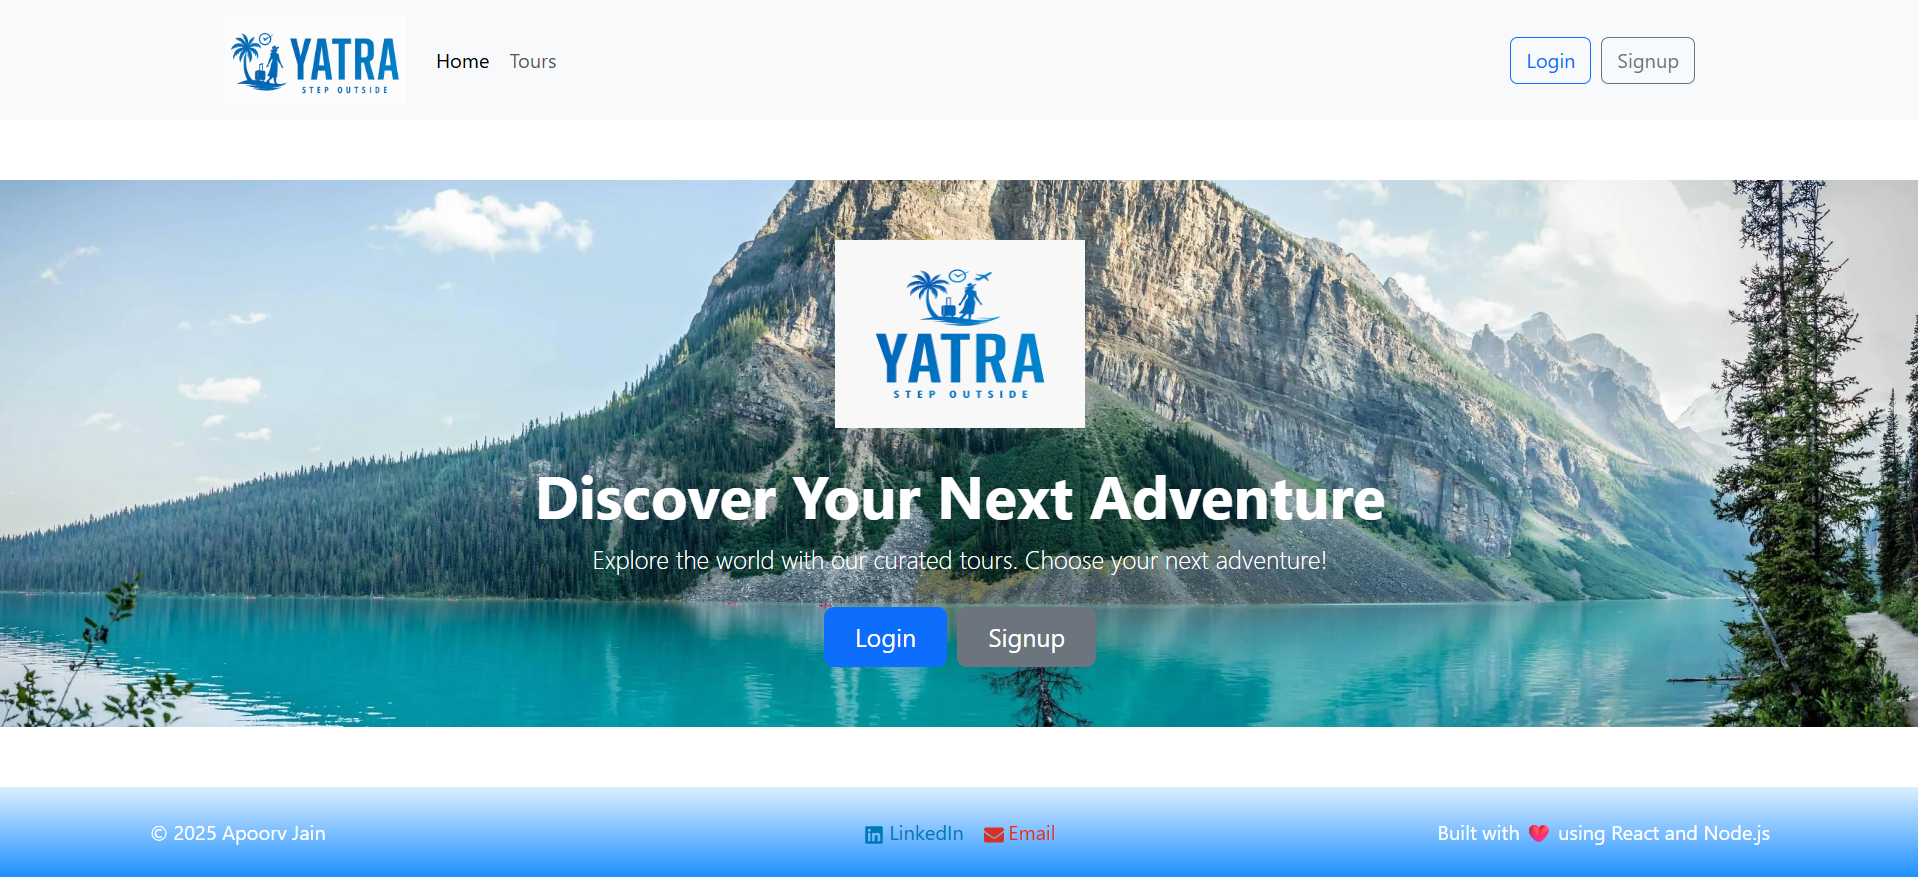 YATRA
STEP OUTSIDE
Home Tours
Login Signup
YATRA
STEP OUTSIDE
Discover Your Next Adventure
Explore the world with our curated tours. Choose your next adventure!
Login Signup
© 2025 Apoorv Jain
LinkedIn Email
Built with ❤️ using React and Node.js